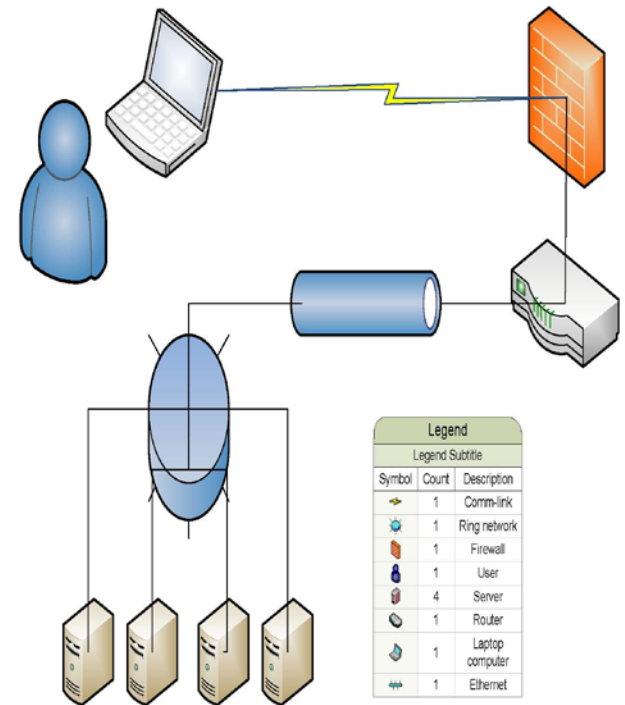 Legend
Legend Subtitle
Symbol Count Description
1 Comm-link
1 Ring network
1 Firewall
1 User
4 Server
1 Router
1 Laptop
computer
1 Ethernet